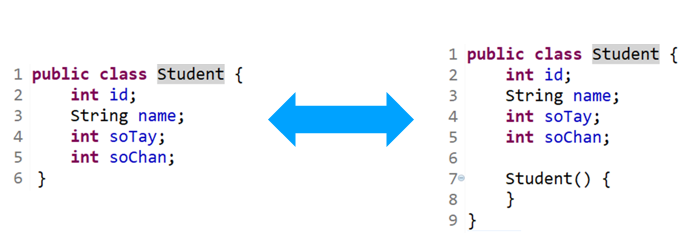 1 public class Student {
2 int id;
3 String name;
4 int soTay;
5 int soChan;
6 }
1 public class Student {
2 int id;
3 String name;
4 int soTay;
5 int soChan;
6
7 Student() {
8 }
9 }